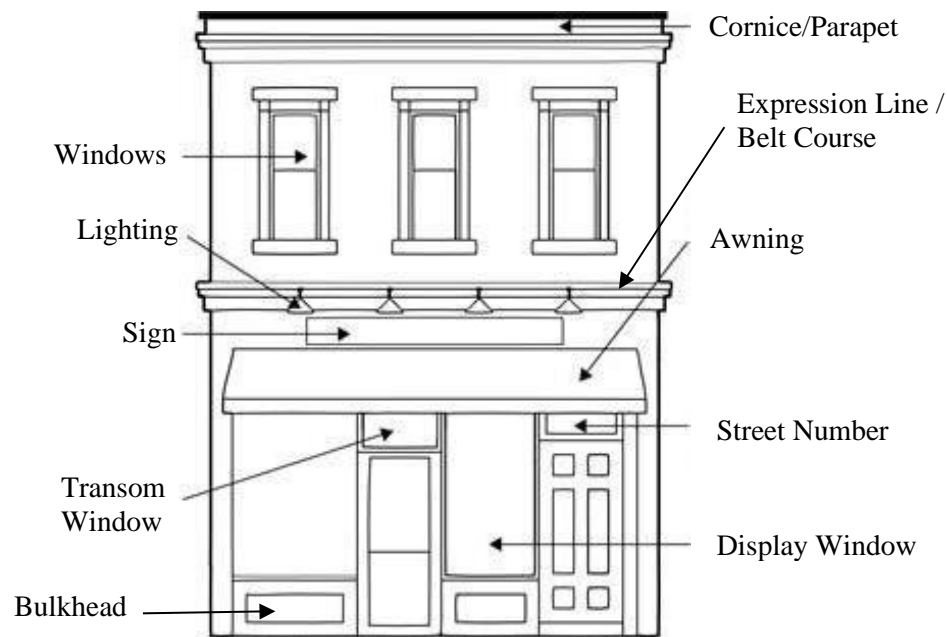 Cornice/Parapet
Expression Line /
Belt Course
Windows
Lighting
Awning
Sign
Street Number
Transom
Window
Display Window
Bulkhead